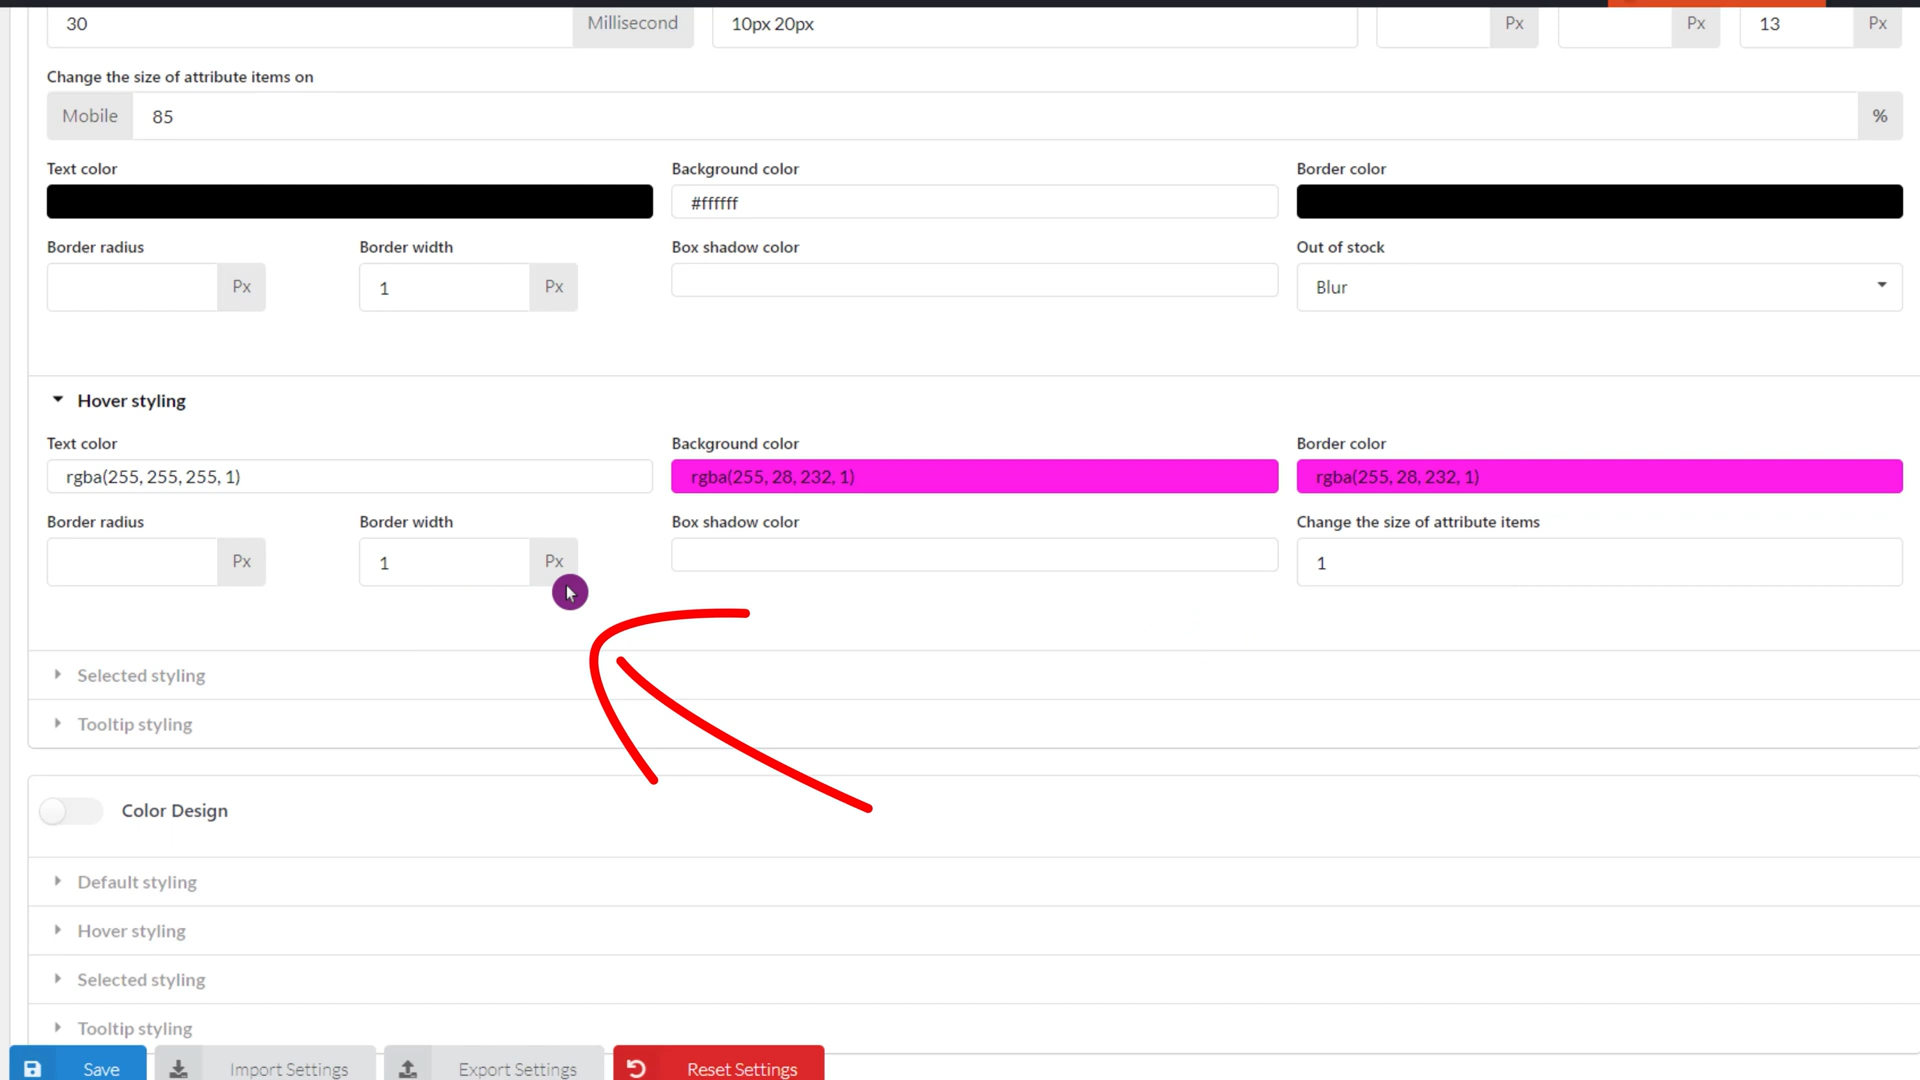 30 Millisecond 10px 20px Px Px 13 Px
Change the size of attribute items on
Mobile 85 %
Text color Background color Border color
#ffffff
Border radius Border width Box shadow color Out of stock
Px 1 Px Blur
Hover styling
Text color Background color Border color
rgba(255, 255, 255, 1) rgba(255, 28, 232, 1) rgba(255, 28, 232, 1)
Border radius Border width Box shadow color Change the size of attribute items
Px 1 Px 1
Selected styling
Tooltip styling
Color Design
Default styling
Hover styling
Selected styling
Tooltip styling
Save Import Settings Export Settings Reset Settings